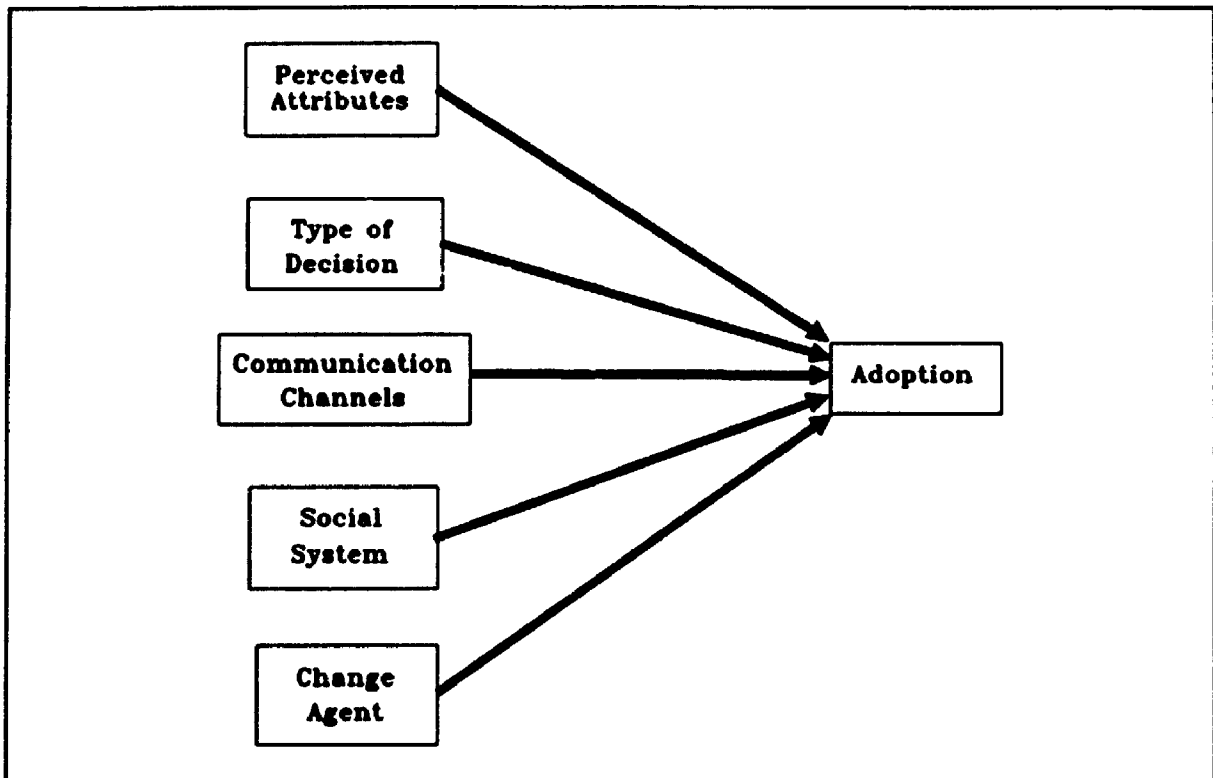 Perceived
Attributes
Type of
Decision
Communication
Channels
Adoption
Social
System
Change
Agent